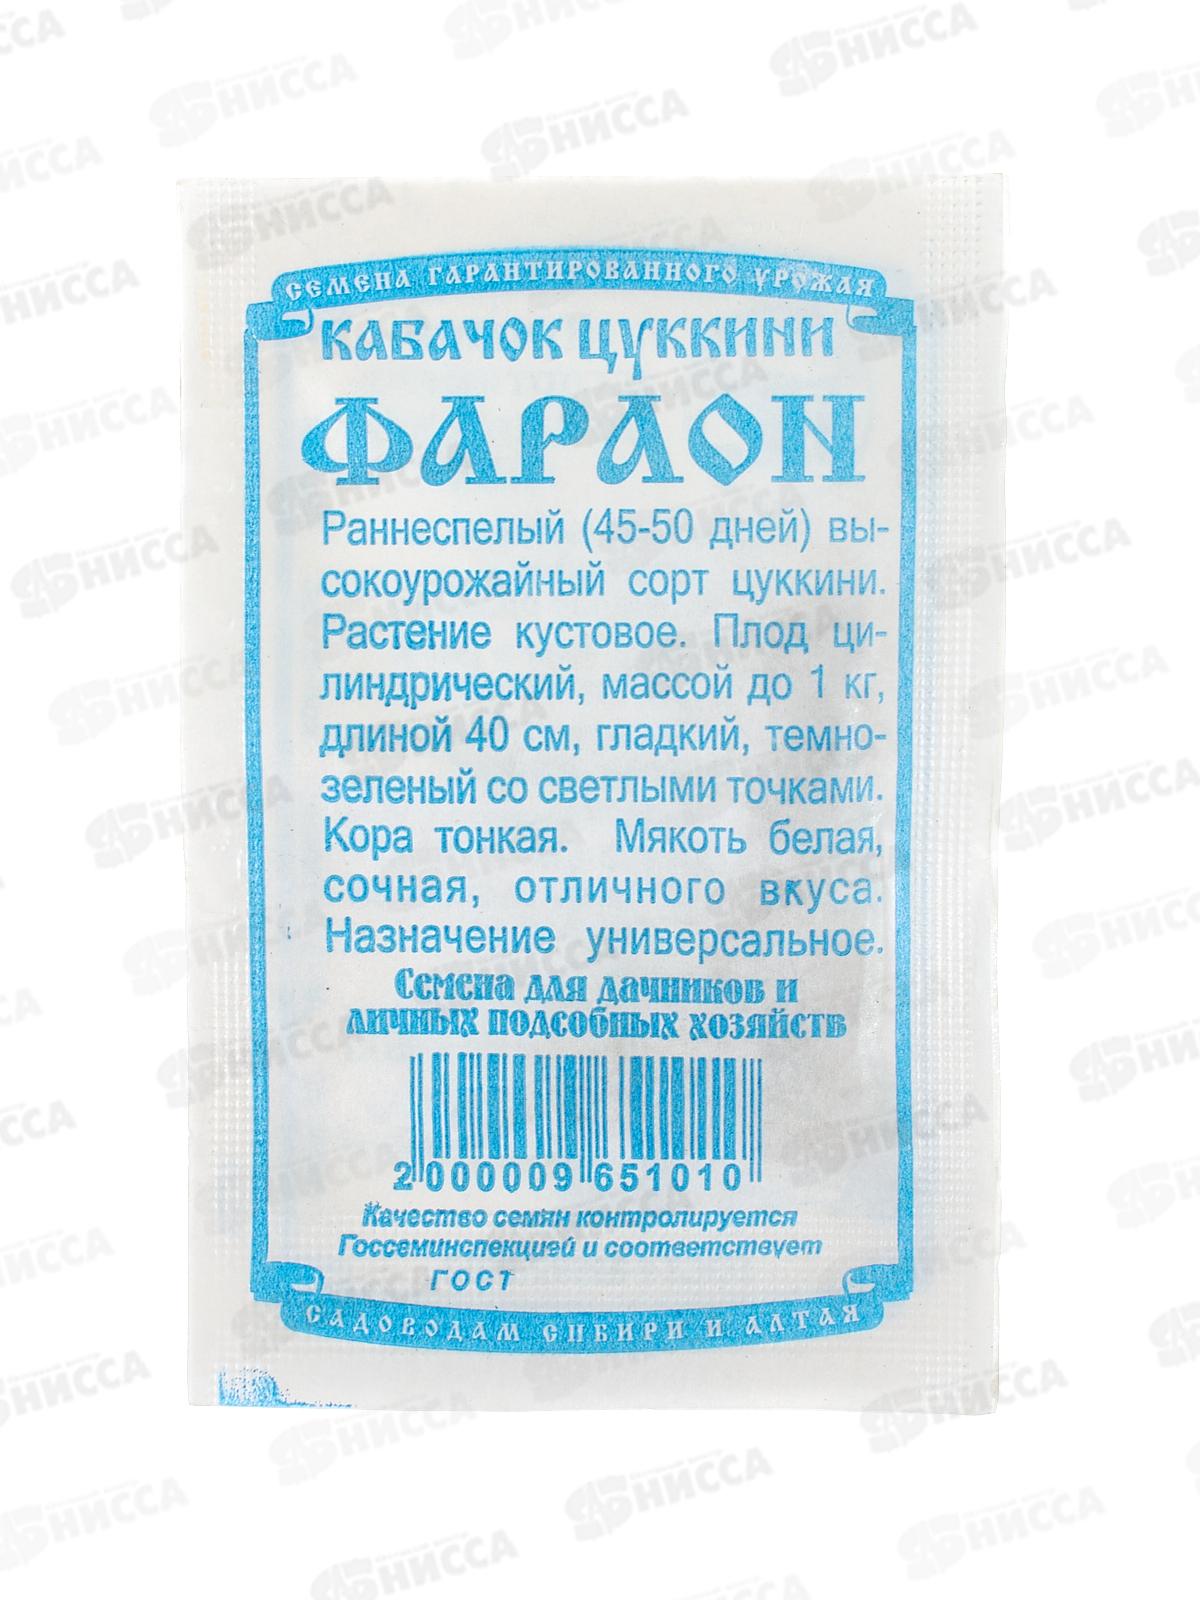 СЕМЕНА ГАРАНТИРОВАННОГО УРОЖАЯ
КАБАЧОК ЦУККИНИ
ФАРАОН
Раннеспелый (45-50 дней) вы-
сокоурожайный сорт цуккини.
Растение кустовое. Плод ци-
линдрический, массой до 1 кг,
длиной 40 см, гладкий, темно-
зеленый со светлыми точками.
Кора тонкая. Мякоть белая,
сочная, отличного вкуса.
Назначение универсальное.
Семена для дачников и
личных подсобных хозяйств
2 000009 651010
Качество семян контролируется
Госсеминспекцией и соответствует
ГОСТ
САДОВОДАМ СИБИРИ И АЛТАЯ